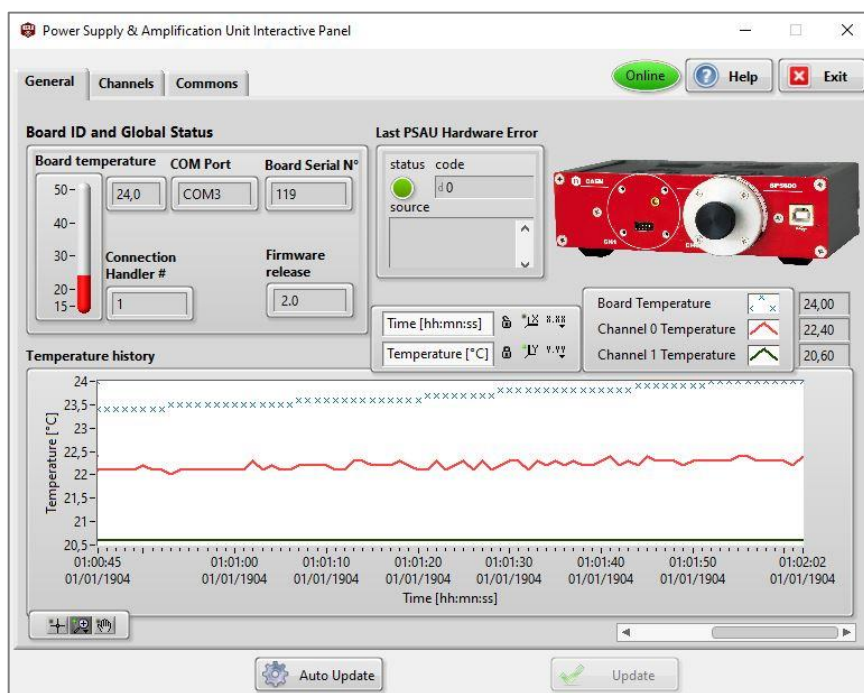 Power Supply & Amplification Unit Interactive Panel
General Channels Commons Online Help Exit
Board ID and Global Status
Board temperature COM Port Board Serial N°
24,0 COM3 119
50
40
30
20
15
Connection Handler #
1
Firmware release
2.0
Last PSAU Hardware Error
status code
d 0
source
CAEN
Time [hh:mn:ss]
Temperature [°C]
Board Temperature 24,00
Channel 0 Temperature 22,40
Channel 1 Temperature 20,60
Temperature history
Temperature [°C]
24
23,5
23
22,5
22
21,5
21
20,5
01:00:45 01:01:00 01:01:10 01:01:20 01:01:30 01:01:40 01:01:50 01:02:02
01/01/1904 01/01/1904 01/01/1904 01/01/1904 01/01/1904 01/01/1904 01/01/1904 01/01/1904
Time [hh:mn:ss]
Auto Update Update